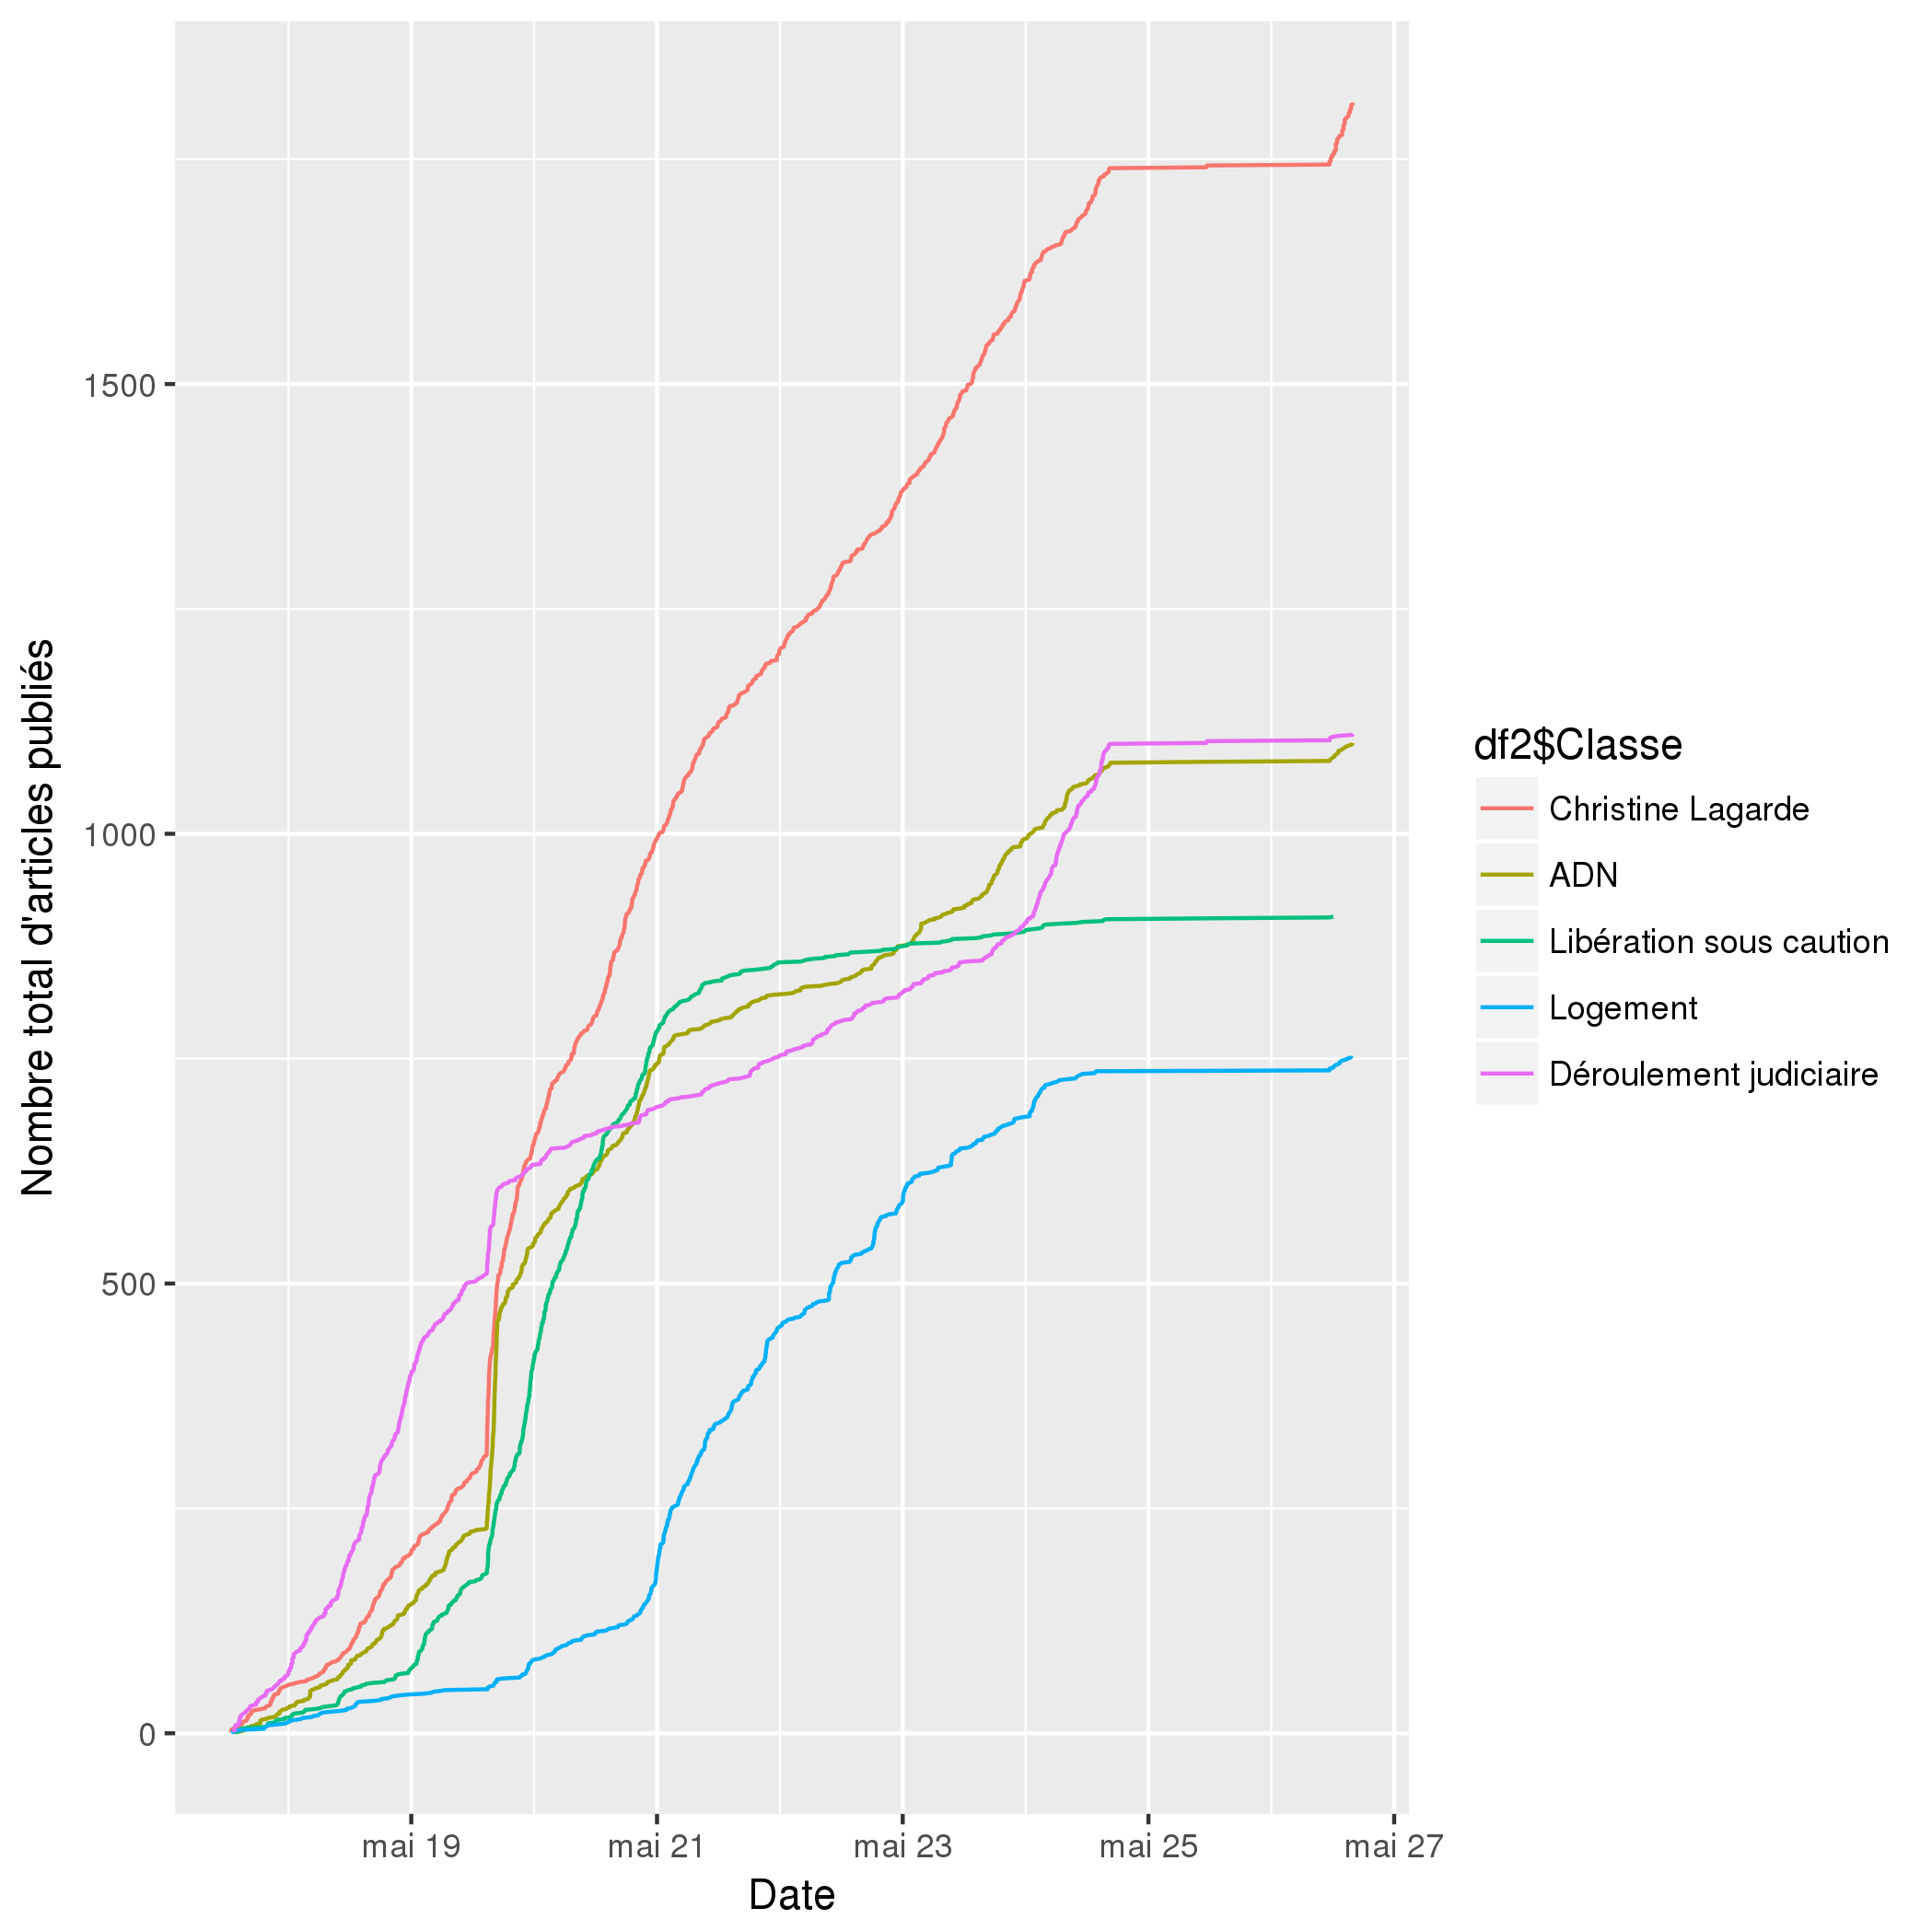 Nombre total d'articles publiés
1500
1000
500
0
mai 19
mai 21
mai 23
mai 25
mai 27
Date
df2$Classe
Christine Lagarde
ADN
Libération sous caution
Logement
Déroulement judiciaire